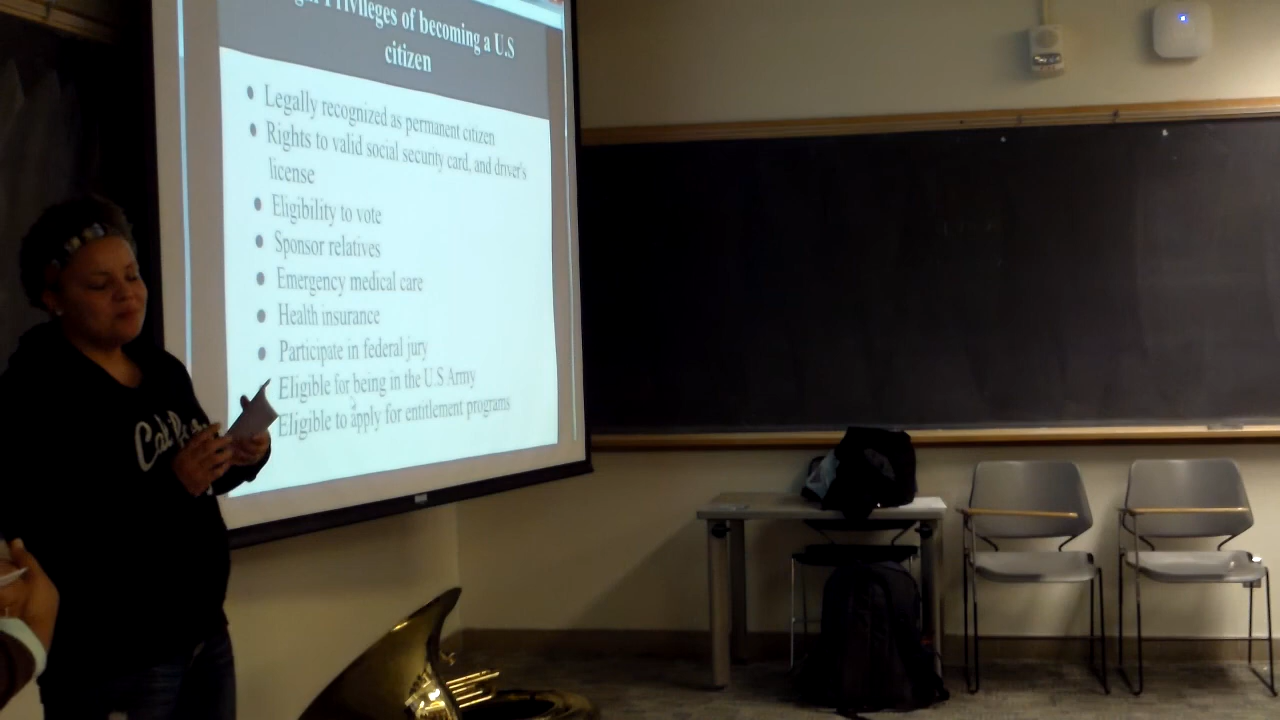 Privileges of becoming a U.S
citizen
Legally recognized as permanent citizen
Rights to valid social security card, and driver's
license
Eligibility to vote
Sponsor relatives
Emergency medical care
Health insurance
Participate in federal jury
Eligible for being in the U.S Army
Eligible to apply for entitlement programs
Cal